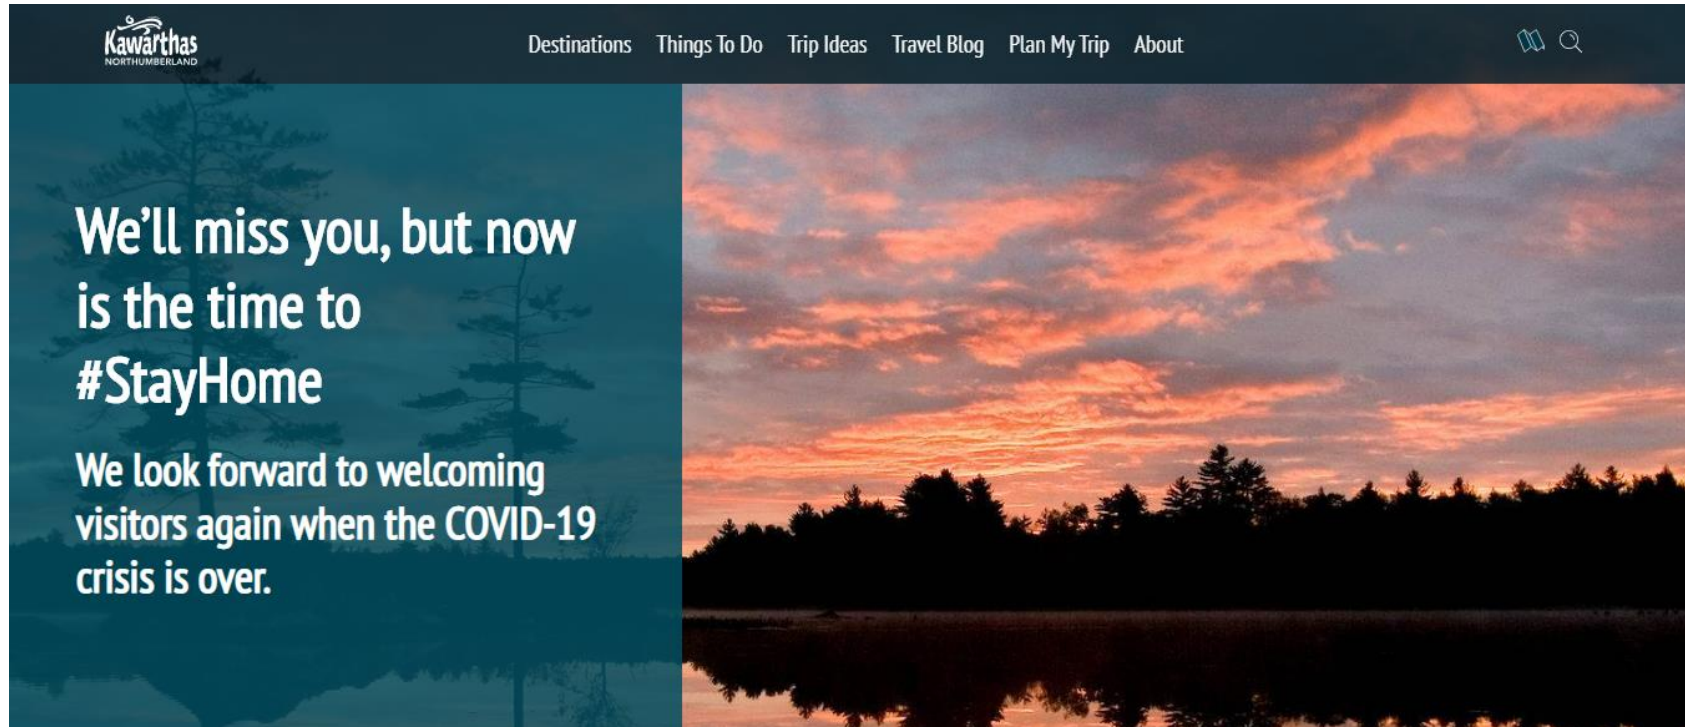 Kawarthas
NORTHUMBERLAND
Destinations Things To Do Trip Ideas Travel Blog Plan My Trip About
We'll miss you, but now
is the time to
#StayHome
We look forward to welcoming
visitors again when the COVID-19
crisis is over.